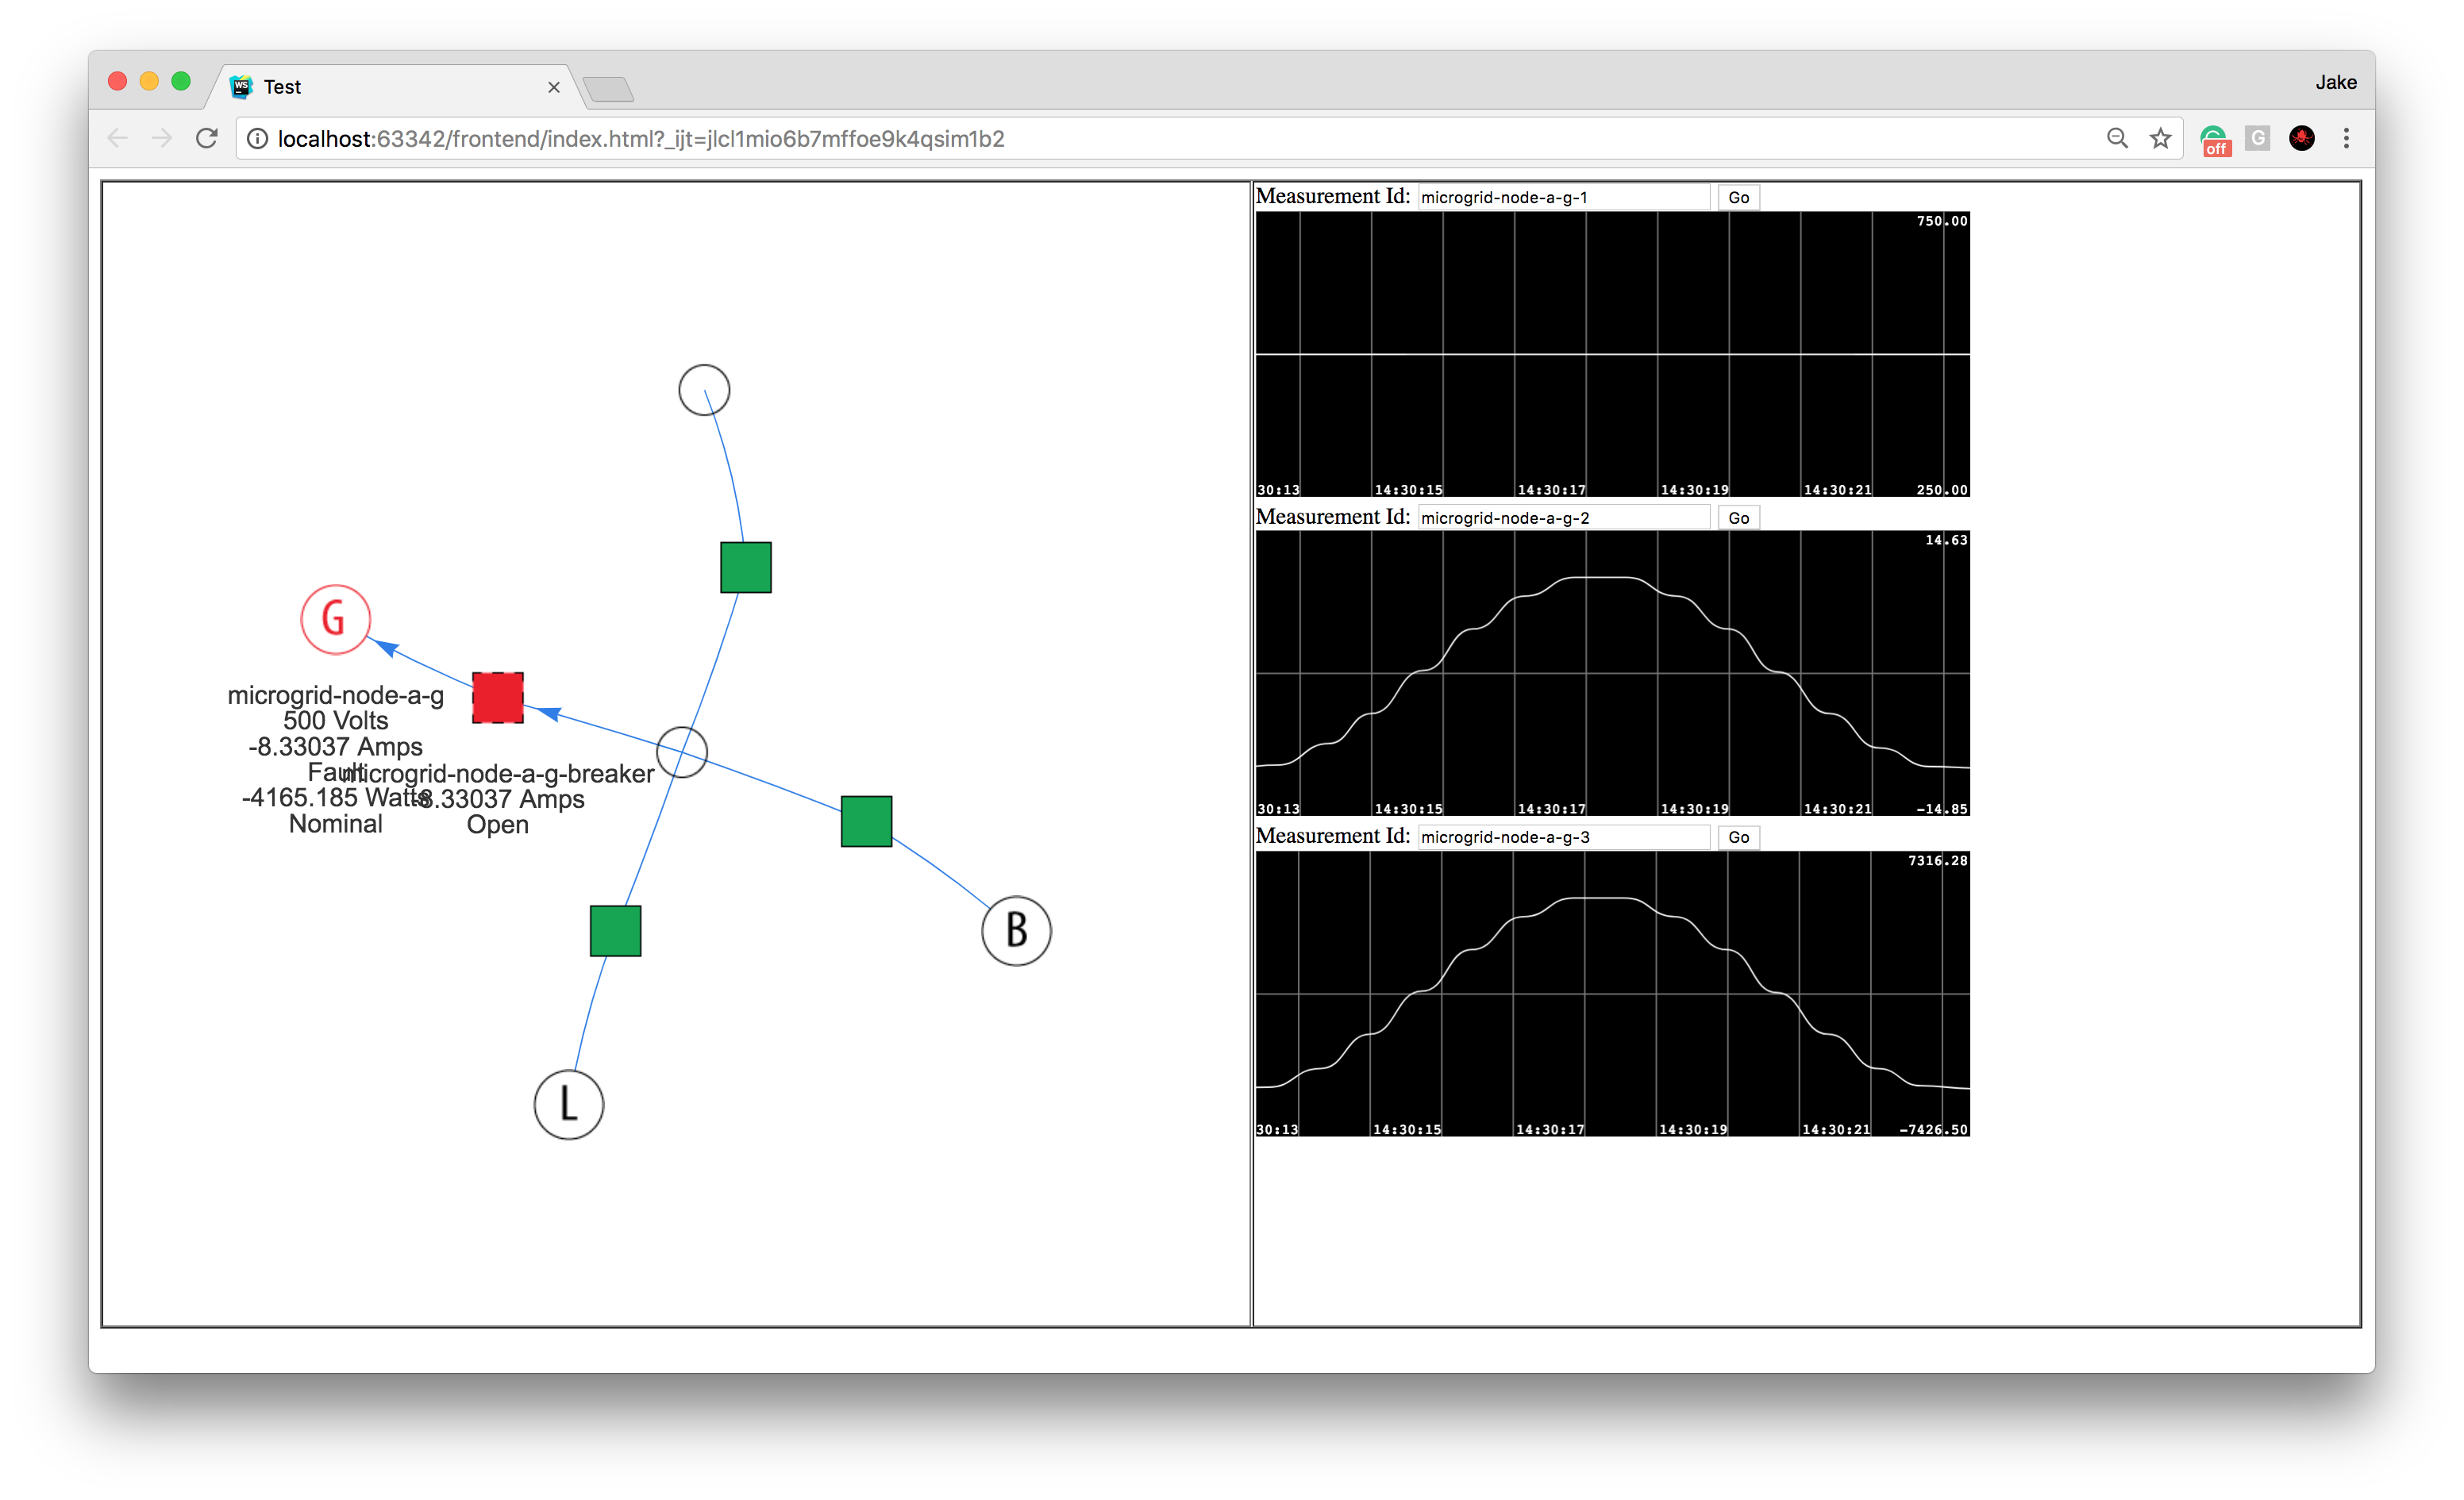 Test
Jake
localhost:63342/frontend/index.html?_ijt=jlcl1mio6b7mffoe9k4qsim1b2
off
G
G
microgrid-node-a-g
500 Volts
-8.33037 Amps
Fault
-4165.185 Watts
Nominal
microgrid-node-a-g-breaker
-8.33037 Amps
Open
B
L
Measurement Id: microgrid-node-a-g-1 Go
750.00
30:13 14:30:15 14:30:17 14:30:19 14:30:21 250.00
Measurement Id: microgrid-node-a-g-2 Go
14.63
30:13 14:30:15 14:30:17 14:30:19 14:30:21 -14.85
Measurement Id: microgrid-node-a-g-3 Go
7316.28
30:13 14:30:15 14:30:17 14:30:19 14:30:21 -7426.50